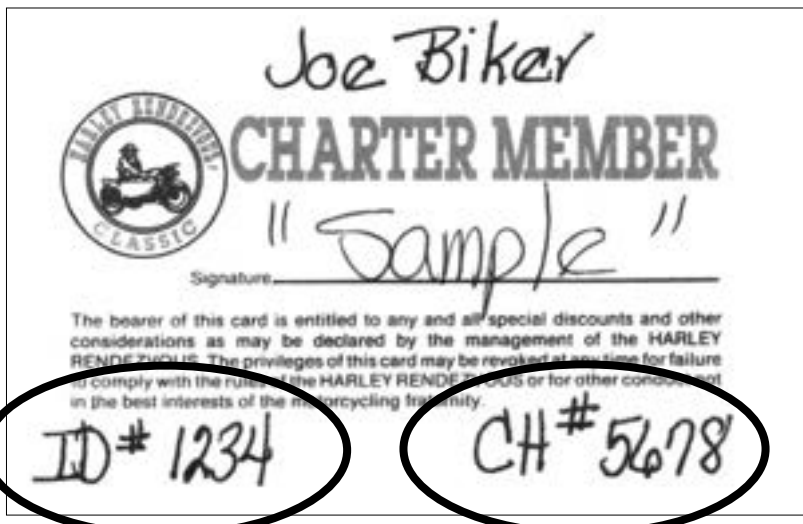 Joe Biker
HARLEY RENDEZVOUS
CLASSIC
CHARTER MEMBER
"Sample"
Signature
The bearer of this card is entitled to any and all special discounts and other
considerations as may be declared by the management of the HARLEY
RENDEZVOUS. The privileges of this card may be revoked at any time for failure
to comply with the rules of the HARLEY RENDEZVOUS or for other conduct not
in the best interests of the motorcycling fraternity.
ID# 1234
CH# 5678